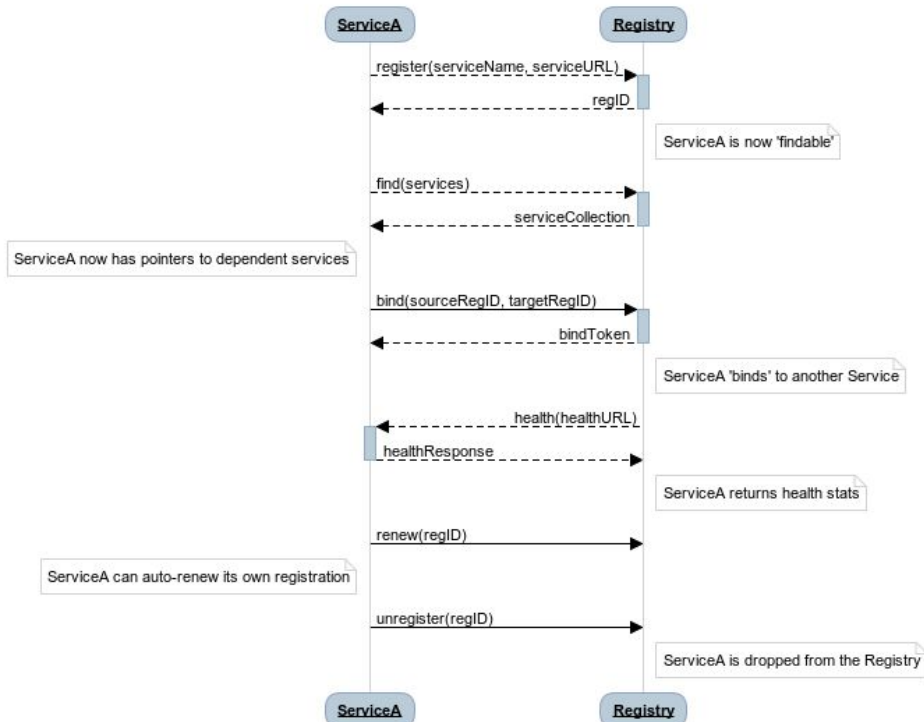 ServiceA
Registry
register(serviceName, serviceURL)
regID
ServiceA is now 'findable'
find(services)
serviceCollection
ServiceA now has pointers to dependent services
bind(sourceRegID, targetRegID)
bindToken
ServiceA 'binds' to another Service
health(healthURL)
healthResponse
ServiceA returns health stats
renew(regID)
ServiceA can auto-renew its own registration
unregister(regID)
ServiceA is dropped from the Registry
ServiceA
Registry